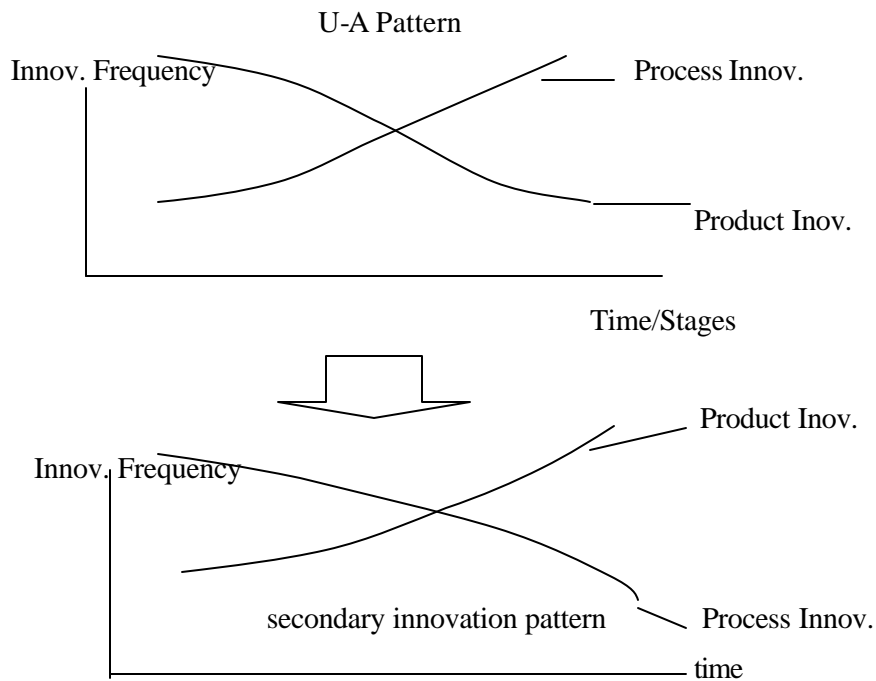 U-A Pattern
Innov. Frequency
Process Innov.
Product Inov.
Time/Stages
Product Inov.
Innov. Frequency
secondary innovation pattern
Process Innov.
time